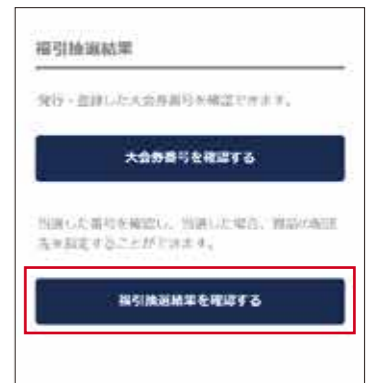 福引抽選結果
発行・登録した大会券番号を確認できます。
大会券番号を確認する
当選した番号を確認し、当選した場合、賞品の配送
先を設定することができます。
福引抽選結果を確認する